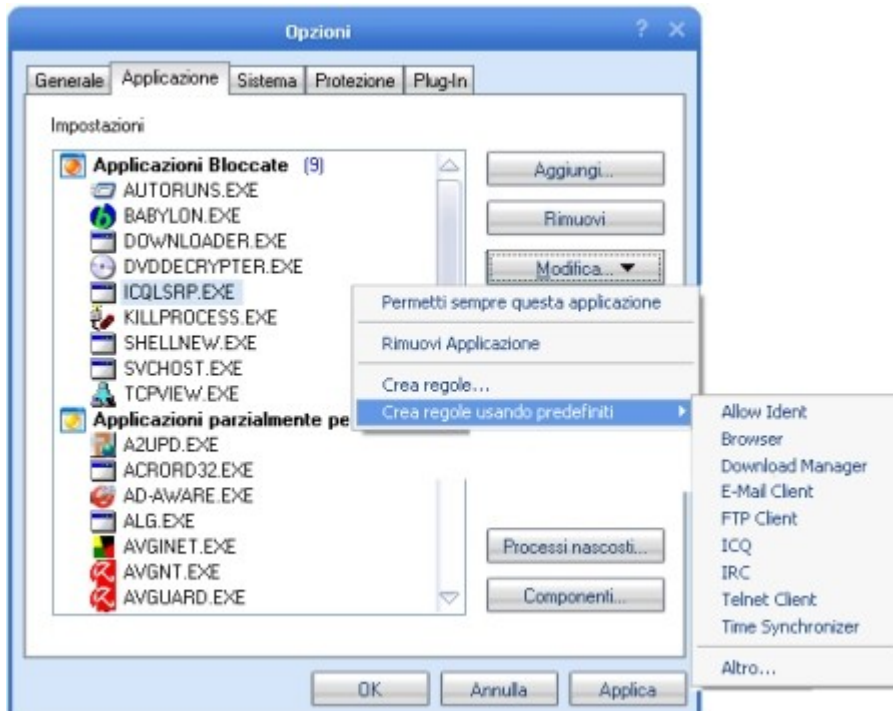 Opzioni
Generale Applicazione Sistema Protezione Plug-In
Impostazioni
Applicazioni Bloccate (9)
AUTORUNS.EXE
BABYLON.EXE
DOWNLOADER.EXE
DVDDECRYPTER.EXE
ICQLSRP.EXE
KILLPROCESS.EXE
SHELLNEW.EXE
SVCHOST.EXE
TCPVIEW.EXE
Applicazioni parzialmente pe
A2UPD.EXE
ACRORD32.EXE
AD-AWARE.EXE
ALG.EXE
AVGINET.EXE
AVGNT.EXE
AVGUARD.EXE
Aggiungi...
Rimuovi
Modifica...
Permetti sempre questa applicazione
Rimuovi Applicazione
Crea regole...
Crea regole usando predefiniti
Allow Ident
Browser
Download Manager
E-Mail Client
FTP Client
ICQ
IRC
Telnet Client
Time Synchronizer
Altro...
Processi nascosti...
Componenti...
OK Annulla Applica